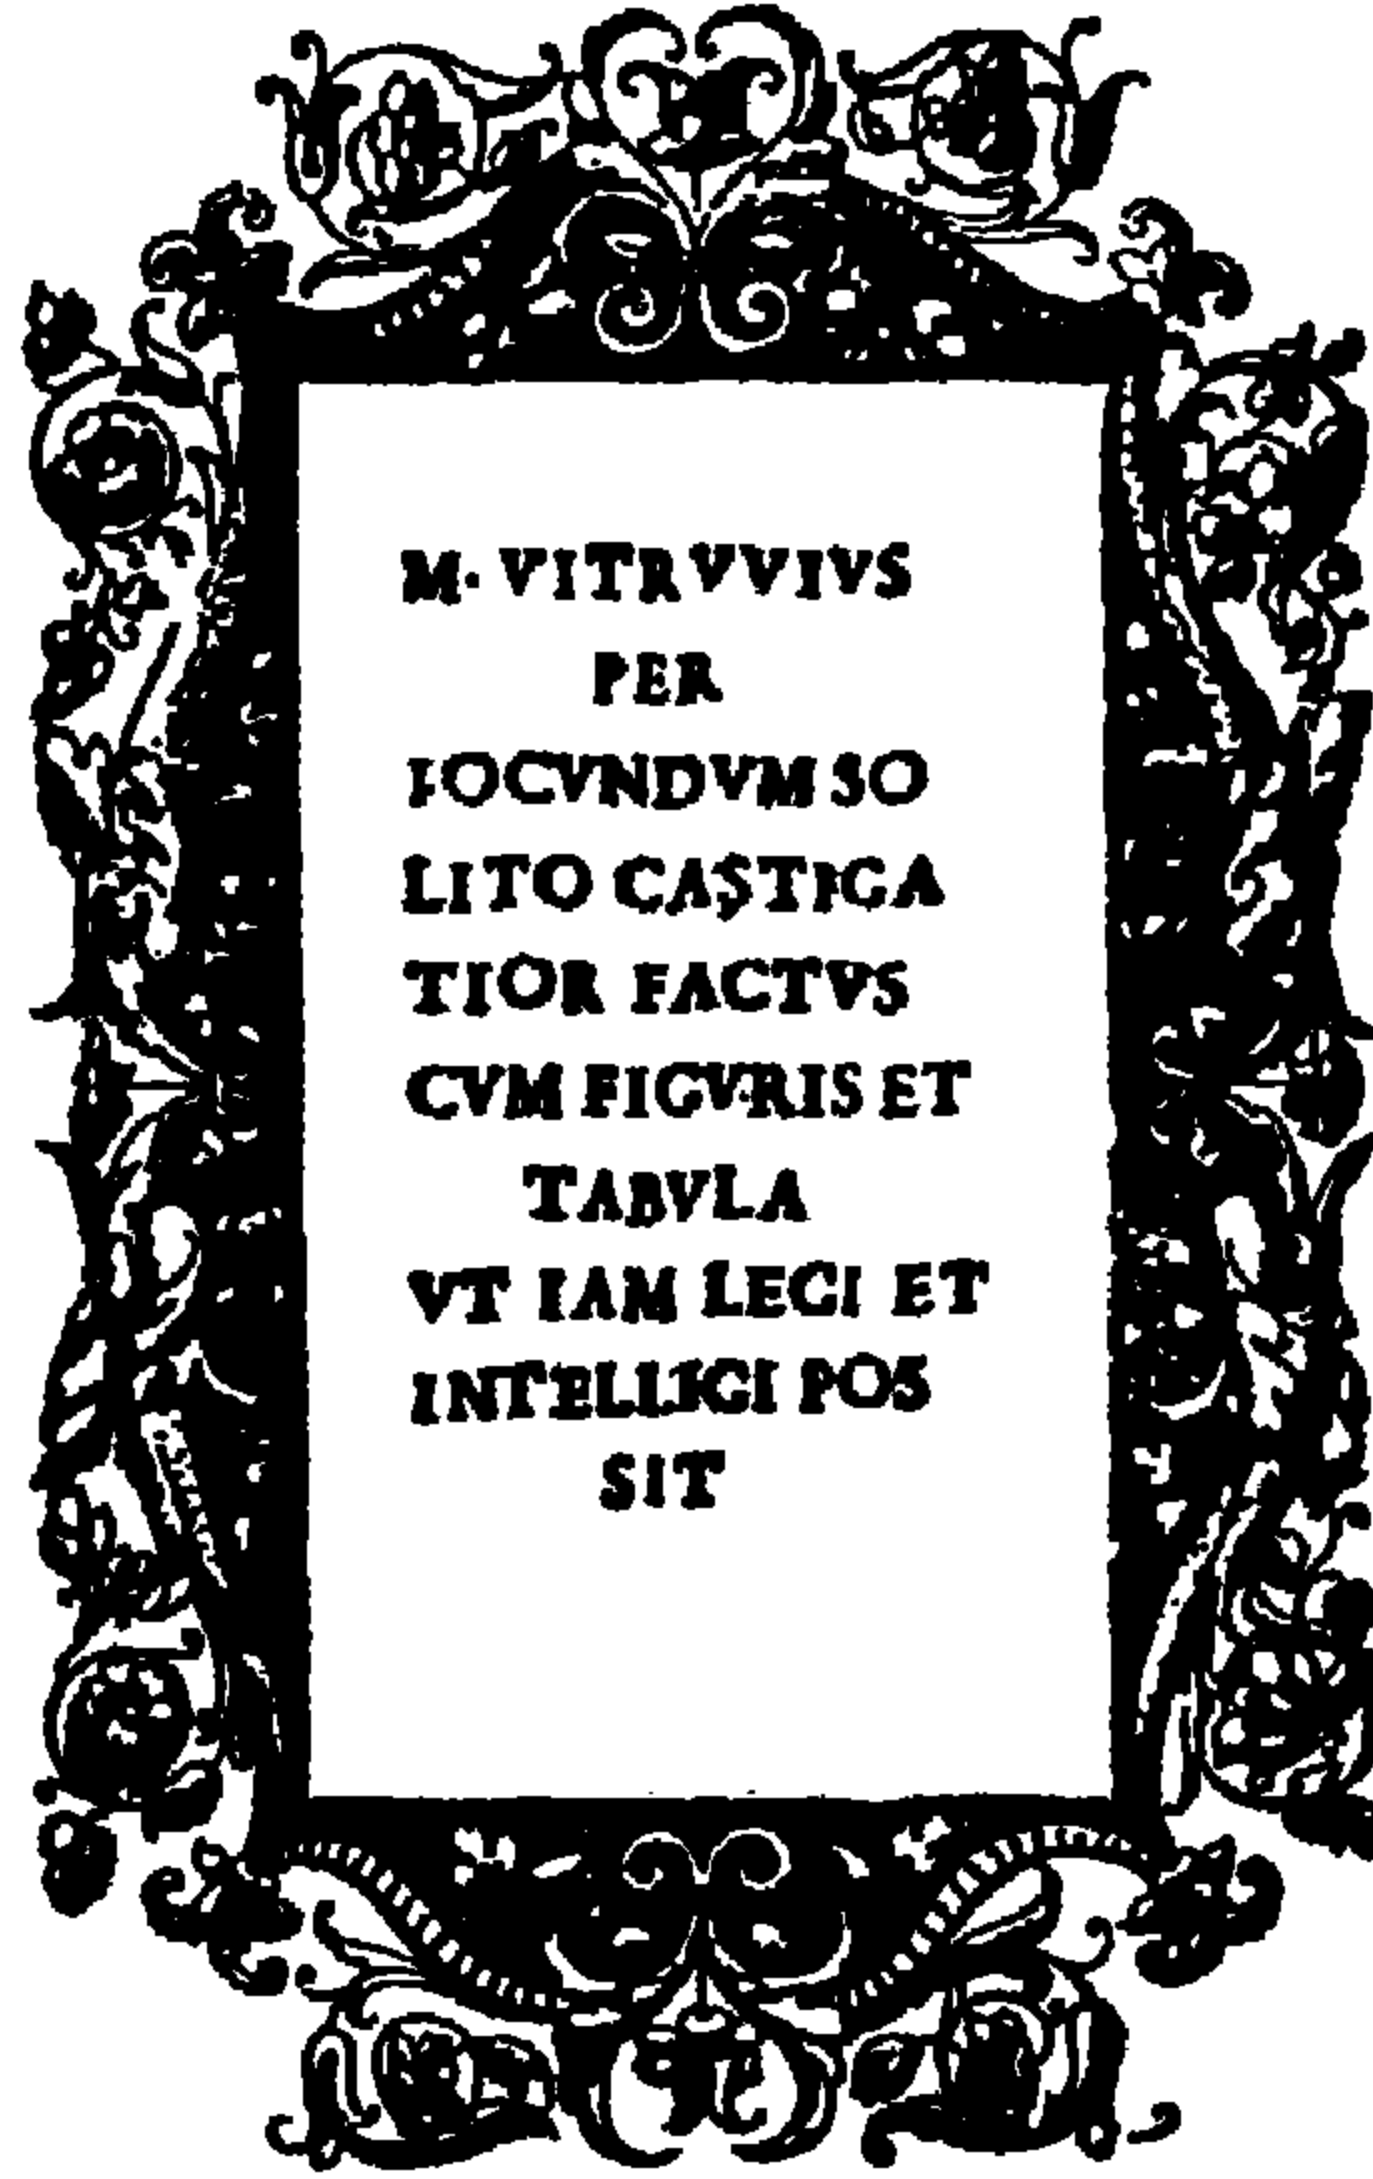 M. VITRVVIVS
PER
IOCVNDVM SO
LITO CASTIGA
TIOR FACTVS
CVM FIGVRIS ET
TABVLA
VT IAM LEGI ET
INTELLIGI POS
SIT